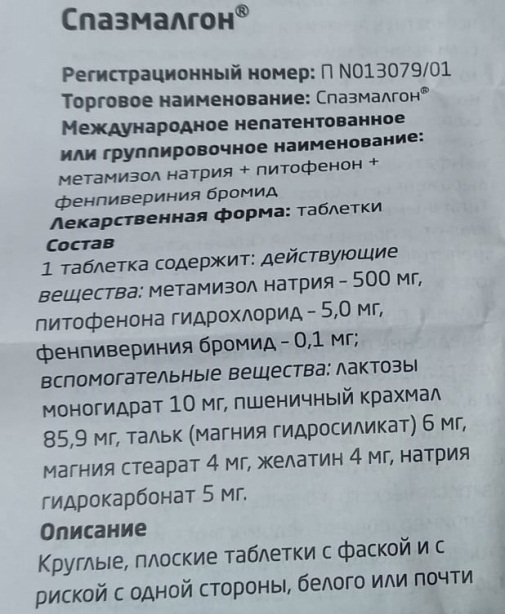 Спазмалгон®
Регистрационный номер: П N013079/01
Торговое наименование: Спазмалгон®
Международное непатентованное
или группировочное наименование:
метамизол натрия + питофенон +
фенпивериния бромид
Лекарственная форма: таблетки
Состав
1 таблетка содержит: действующие
вещества: метамизол натрия – 500 мг,
питофенона гидрохлорид – 5,0 мг,
фенпивериния бромид – 0,1 мг;
вспомогательные вещества: лактозы
моногидрат 10 мг, пшеничный крахмал
85,9 мг, тальк (магния гидросиликат) 6 мг,
магния стеарат 4 мг, желатин 4 мг, натрия
гидрокарбонат 5 мг.
Описание
Круглые, плоские таблетки с фаской и с
риской с одной стороны, белого или почти